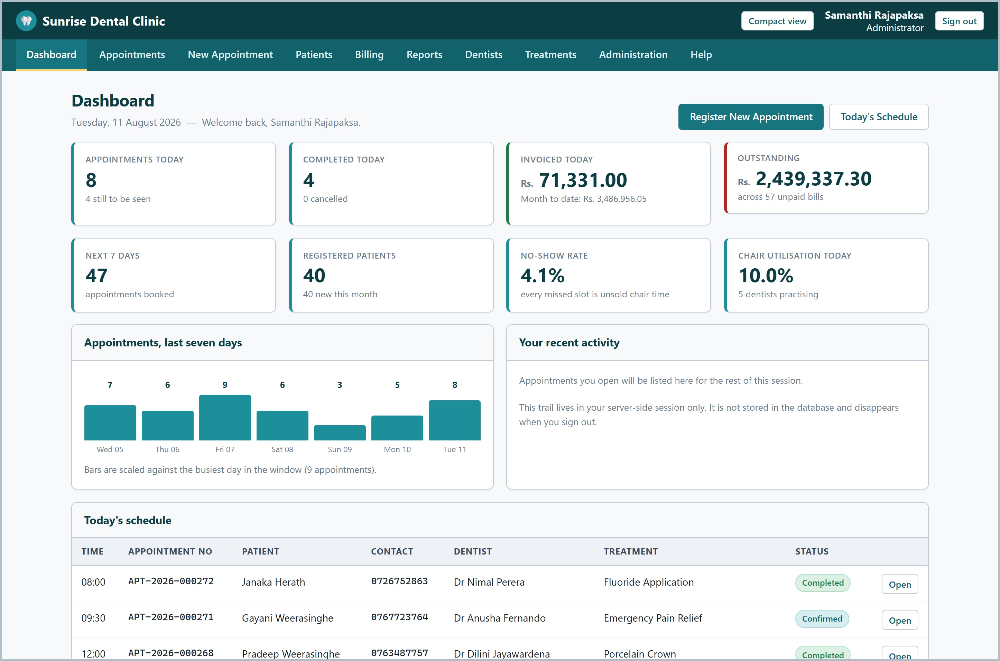 Sunrise Dental Clinic
Compact view
Samanthi Rajapaksa
Administrator
Sign out
Dashboard
Appointments
New Appointment
Patients
Billing
Reports
Dentists
Treatments
Administration
Help
Dashboard
Tuesday, 11 August 2026 — Welcome back, Samanthi Rajapaksa.
Register New Appointment
Today's Schedule
APPOINTMENTS TODAY
8
4 still to be seen
COMPLETED TODAY
4
0 cancelled
INVOICED TODAY
Rs. 71,331.00
Month to date: Rs. 3,486,956.05
OUTSTANDING
Rs. 2,439,337.30
across 57 unpaid bills
NEXT 7 DAYS
47
appointments booked
REGISTERED PATIENTS
40
40 new this month
NO-SHOW RATE
4.1%
every missed slot is unsold chair time
CHAIR UTILISATION TODAY
10.0%
5 dentists practising
Appointments, last seven days
7 6 9 6 3 5 8
Wed 05 Thu 06 Fri 07 Sat 08 Sun 09 Mon 10 Tue 11
Bars are scaled against the busiest day in the window (9 appointments).
Your recent activity
Appointments you open will be listed here for the rest of this session.
This trail lives in your server-side session only. It is not stored in the database and disappears
when you sign out.
Today's schedule
TIME APPOINTMENT NO PATIENT CONTACT DENTIST TREATMENT STATUS
08:00 APT-2026-000272 Janaka Herath 0726752863 Dr Nimal Perera Fluoride Application Completed Open
09:30 APT-2026-000271 Gayani Weerasinghe 0767723764 Dr Anusha Fernando Emergency Pain Relief Confirmed Open
12:00 APT-2026-000268 Pradeep Weerasinghe 0763487757 Dr Dilini Jayawardena Porcelain Crown Completed Open